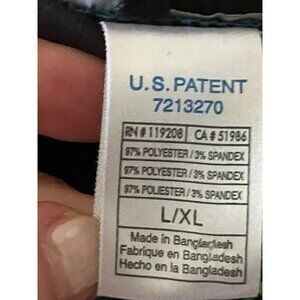 U.S. PATENT
7213270
RN # 119208 CA # 51986
97% POLYESTER / 3% SPANDEX
97% POLYESTER / 3% SPANDEX
97% POLIESTER / 3% SPANDEX
L/XL
Made in Bangladesh
Fabrique en Bangladesh
Hecho en la Bangladesh